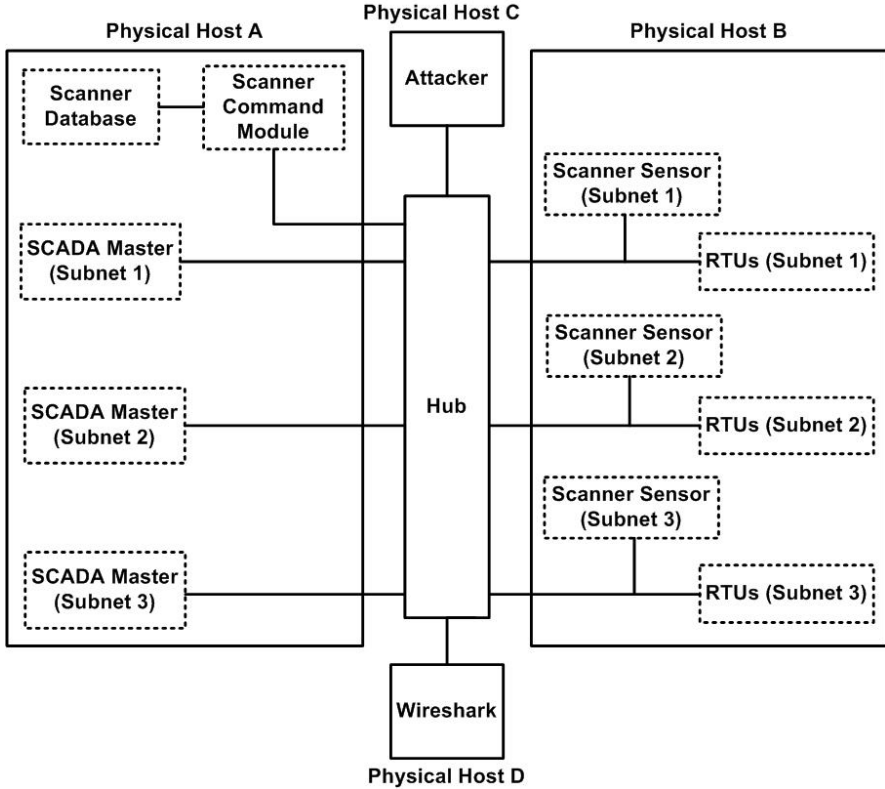 Physical Host C
Physical Host A
Physical Host B
Scanner
Database
Scanner
Command
Module
Attacker
Scanner Sensor
(Subnet 1)
SCADA Master
(Subnet 1)
RTUs (Subnet 1)
Scanner Sensor
(Subnet 2)
SCADA Master
(Subnet 2)
Hub
RTUs (Subnet 2)
Scanner Sensor
(Subnet 3)
SCADA Master
(Subnet 3)
RTUs (Subnet 3)
Wireshark
Physical Host D